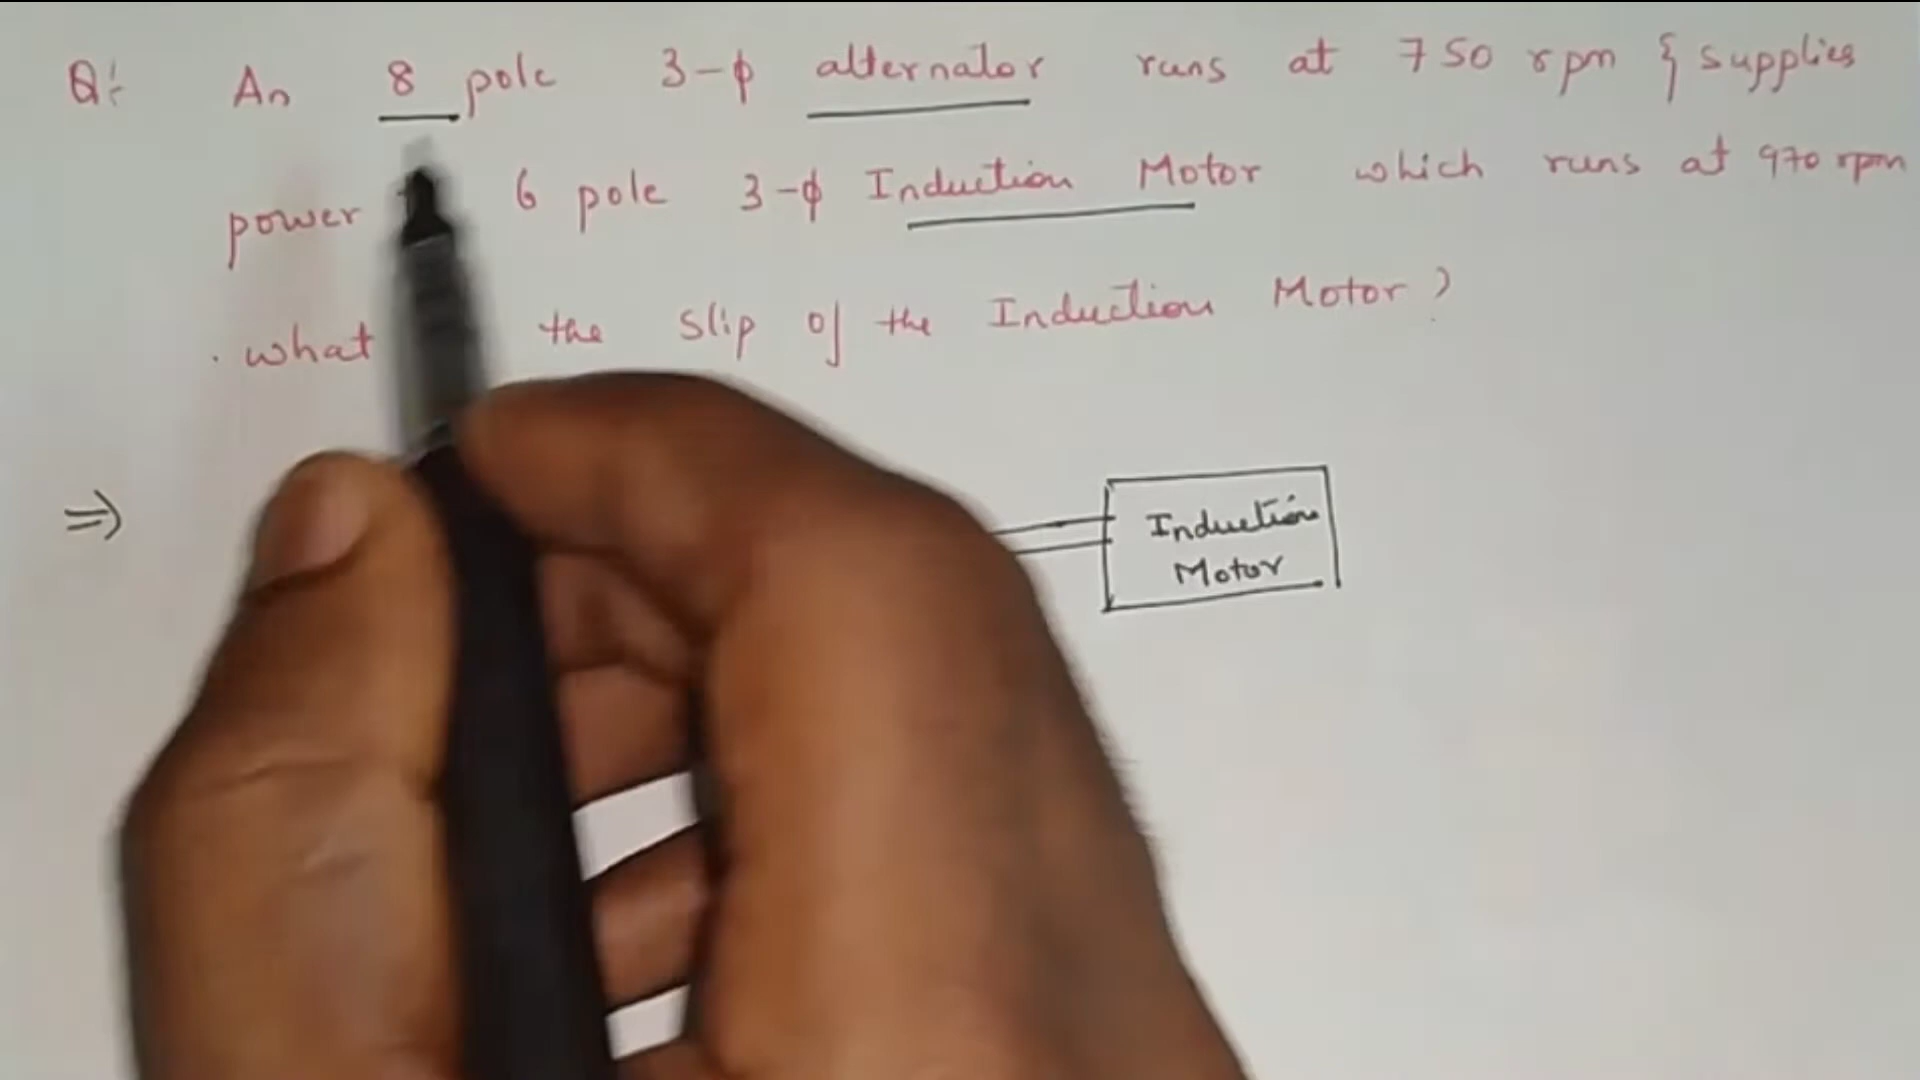 Q:- An 8 pole 3-ϕ alternator runs at 750 rpm & supplies
power 6 pole 3-ϕ Induction Motor which runs at 970 rpm
. what the slip of the Induction Motor?
⇒
Induction
Motor